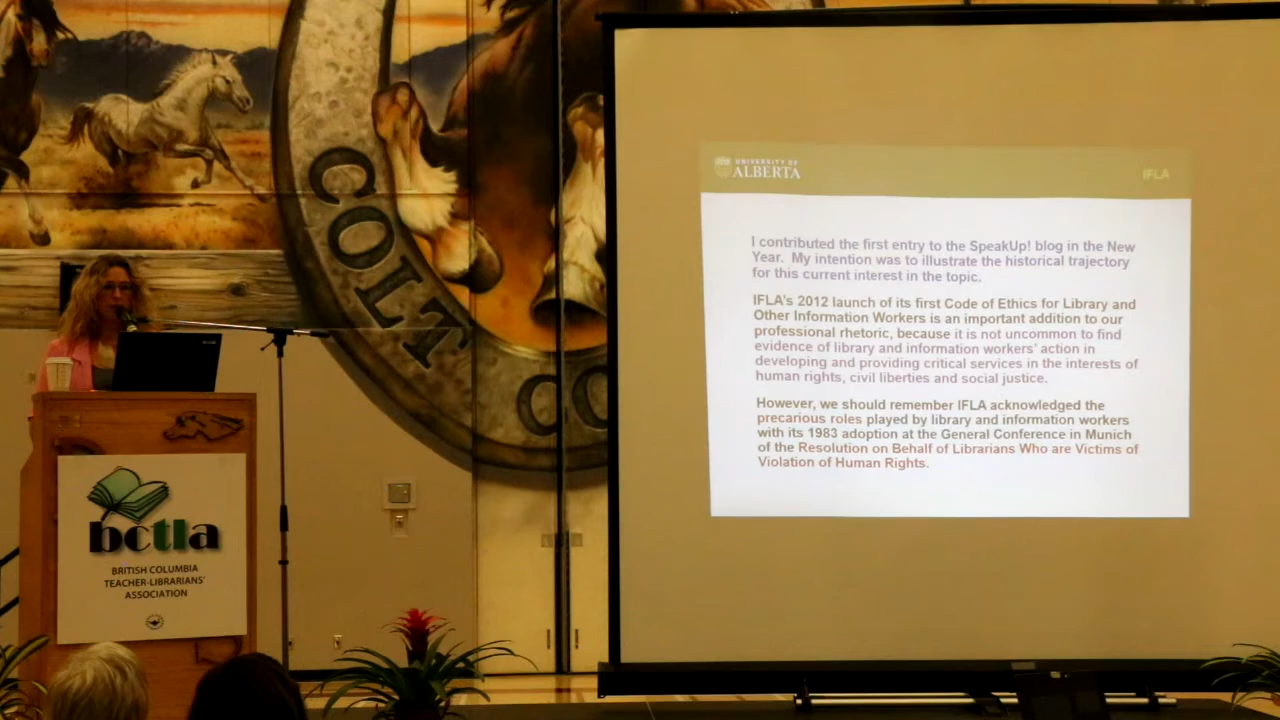 COLT
CO
UNIVERSITY OF
ALBERTA
IFLA
I contributed the first entry to the SpeakUp! blog in the New
Year. My intention was to illustrate the historical trajectory
for this current interest in the topic.
IFLA's 2012 launch of its first Code of Ethics for Library and
Other Information Workers is an important addition to our
professional rhetoric, because it is not uncommon to find
evidence of library and information workers' action in
developing and providing critical services in the interests of
human rights, civil liberties and social justice.
However, we should remember IFLA acknowledged the
precarious roles played by library and information workers
with its 1983 adoption at the General Conference in Munich
of the Resolution on Behalf of Librarians Who are Victims of
Violation of Human Rights.
bctla
BRITISH COLUMBIA
TEACHER-LIBRARIANS'
ASSOCIATION